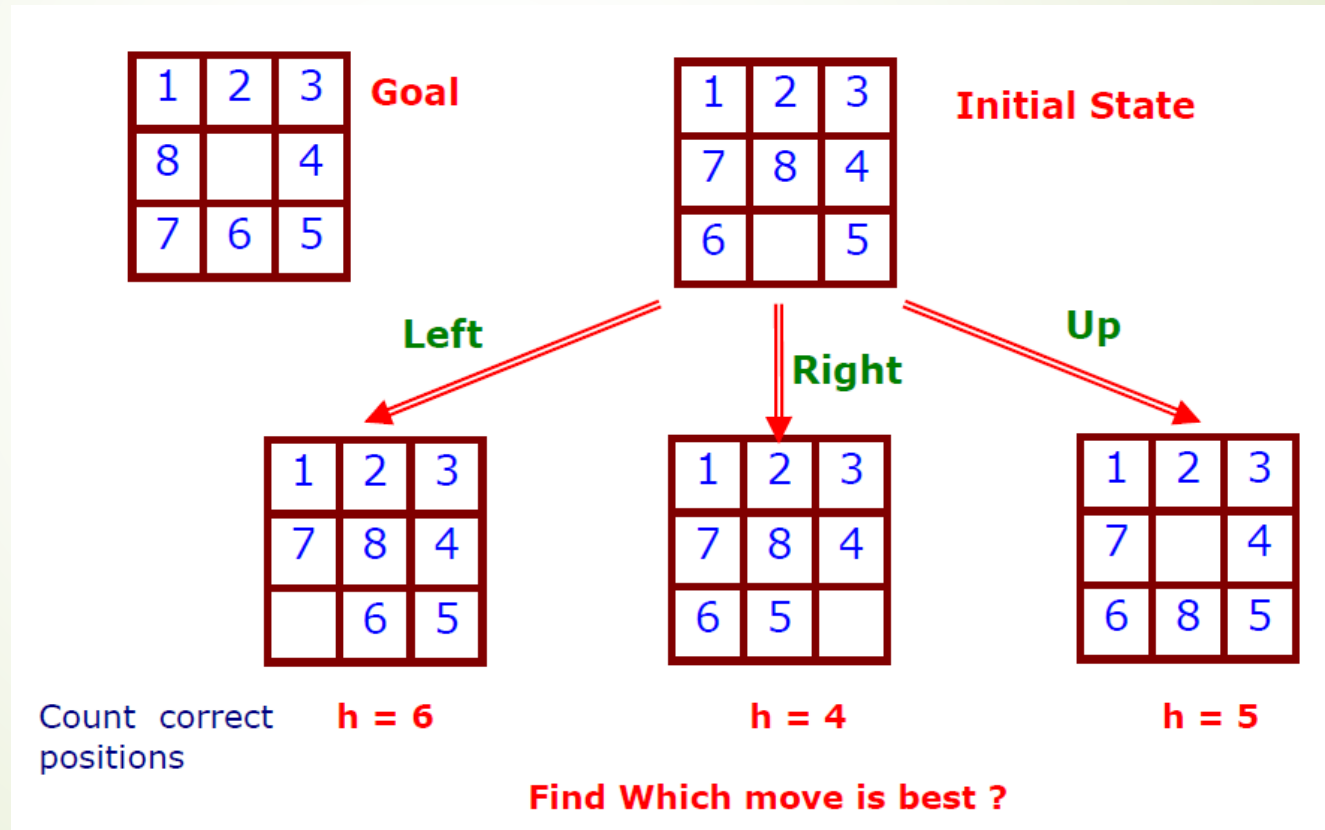 1 2 3 Goal
8 4
7 6 5
1 2 3 Initial State
7 8 4
6 5
Left
Right
Up
1 2 3
7 8 4
6 5
1 2 3
7 8 4
6 5
1 2 3
7 4
6 8 5
Count correct
positions
h = 6
h = 4
h = 5
Find Which move is best ?